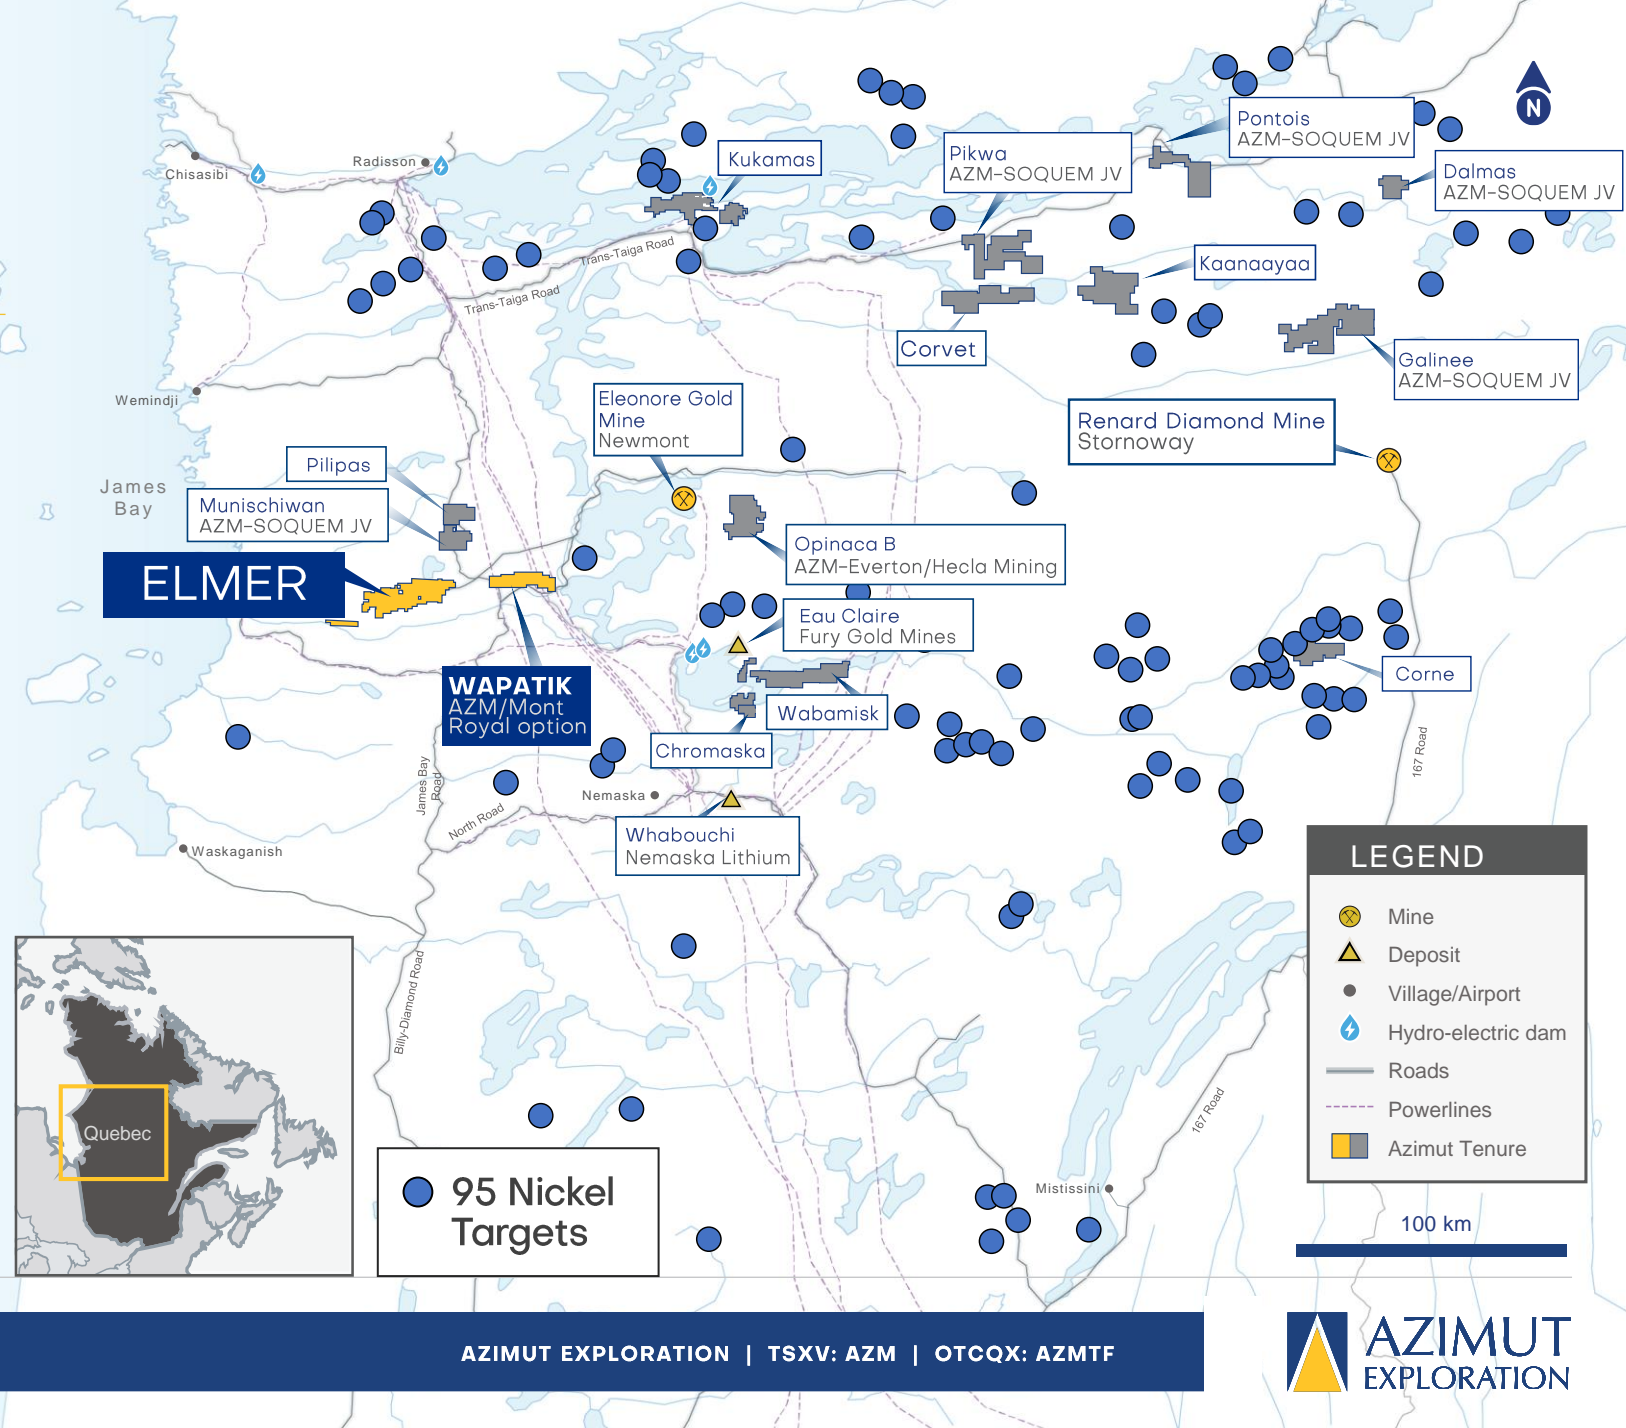 N
Pontois
AZM-SOQUEM JV
Pikwa
AZM-SOQUEM JV
Kukamas
Radisson
Chisasibi
Dalmas
AZM-SOQUEM JV
Trans-Taiga Road
Trans-Taiga Road
Kaanaayaa
Corvet
Galinee
AZM-SOQUEM JV
Wemindji
Eleonore Gold
Mine
Newmont
Renard Diamond Mine
Stornoway
Pilipas
James
Bay
Munischiwan
AZM-SOQUEM JV
Opinaca B
AZM-Everton/Hecla Mining
ELMER
Eau Claire
Fury Gold Mines
WAPATIK
AZM/Mont
Royal option
Corne
Wabamisk
Chromaska
167 Road
James Bay
Road
Nemaska
North Road
Whabouchi
Nemaska Lithium
Waskaganish
LEGEND
Mine
Deposit
Village/Airport
Hydro-electric dam
Roads
Powerlines
Azimut Tenure
Billy-Diamond Road
Quebec
167 Road
95 Nickel
Targets
Mistissini
100 km
AZIMUT EXPLORATION | TSXV: AZM | OTCQX: AZMTF
AZIMUT
EXPLORATION